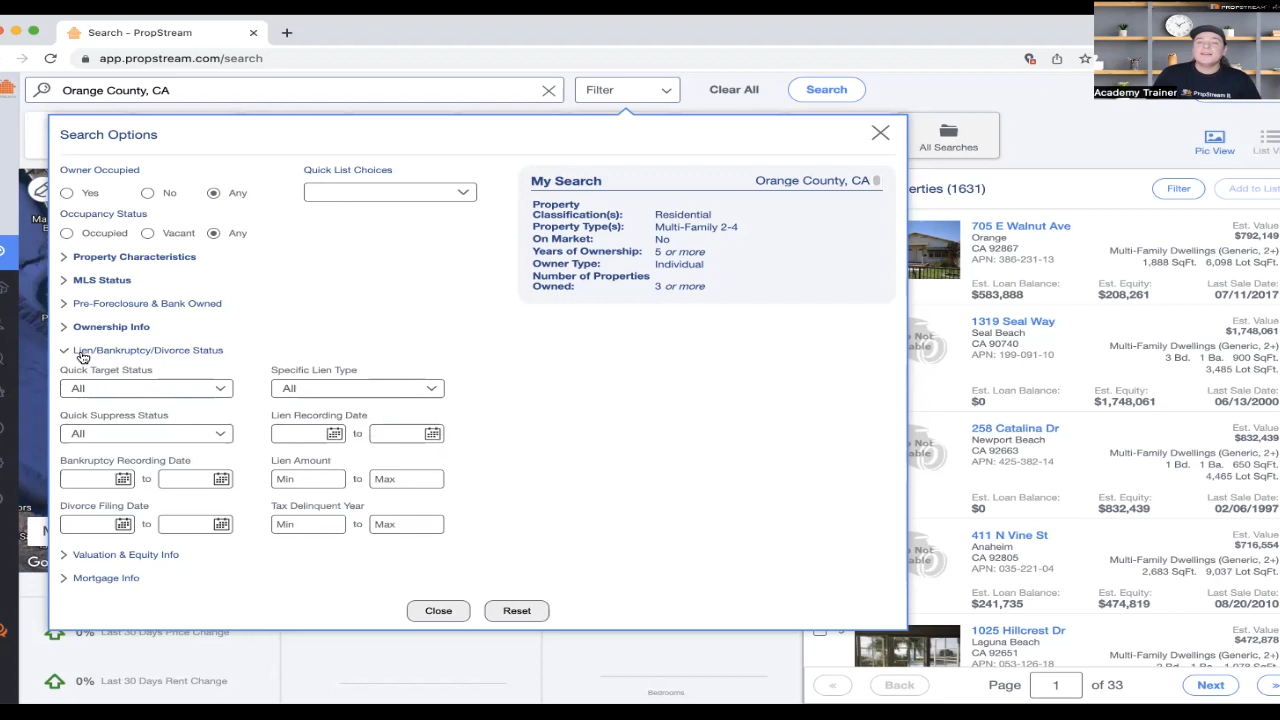 Search - PropStream
app.propstream.com/search
PROPSTREAM
PropStream
Academy Trainer
Orange County, CA
Filter
Clear All
Search
Search Options
All Searches
Pic View
List V
Owner Occupied
Yes
No
Any
Quick List Choices
Occupancy Status
Occupied
Vacant
Any
My Search
Orange County, CA
Property
Classification(s): Residential
Property Type(s): Multi-Family 2-4
On Market: No
Years of Ownership: 5 or more
Owner Type: Individual
Number of Properties
Owned: 3 or more
Property Characteristics
MLS Status
Pre-Foreclosure & Bank Owned
Ownership Info
Lien/Bankruptcy/Divorce Status
Quick Target Status
All
Specific Lien Type
All
Quick Suppress Status
All
Lien Recording Date
to
Bankruptcy Recording Date
to
Lien Amount
Min to Max
Divorce Filing Date
to
Tax Delinquent Year
Min to Max
Valuation & Equity Info
Mortgage Info
Close
Reset
0% Last 30 Days Price Change
0% Last 30 Days Rent Change
Bedrooms
erties (1631)
Filter
Add to List
705 E Walnut Ave
Orange
CA 92867
APN: 386-231-13
Est. Value
$792,149
Multi-Family Dwellings (Generic, 2+)
1,888 SqFt. 6,098 Lot SqFt.
Est. Loan Balance: Est. Equity: Last Sale Date:
$583,888 $208,261 07/11/2017
1319 Seal Way
Seal Beach
CA 90740
APN: 199-091-10
Est. Value
$1,748,061
Multi-Family Dwellings (Generic, 2+)
3 Bd. 1 Ba. 900 SqFt.
3,485 Lot SqFt.
Est. Loan Balance: Est. Equity: Last Sale Date:
$0 $1,748,061 06/13/2000
258 Catalina Dr
Newport Beach
CA 92663
APN: 425-382-14
Est. Value
$832,439
Multi-Family Dwellings (Generic, 2+)
1 Bd. 1 Ba. 650 SqFt.
4,465 Lot SqFt.
Est. Loan Balance: Est. Equity: Last Sale Date:
$0 $832,439 02/06/1997
411 N Vine St
Anaheim
CA 92805
APN: 035-221-04
Est. Value
$716,554
Multi-Family Dwellings (Generic, 2+)
2,683 SqFt. 9,037 Lot SqFt.
Est. Loan Balance: Est. Equity: Last Sale Date:
$241,735 $474,819 08/20/2010
1025 Hillcrest Dr
Laguna Beach
CA 92651
APN: 053-126-18
Est. Value
$472,878
Multi-Family Dwellings (Generic, 2+)
Back
Page 1 of 33
Next